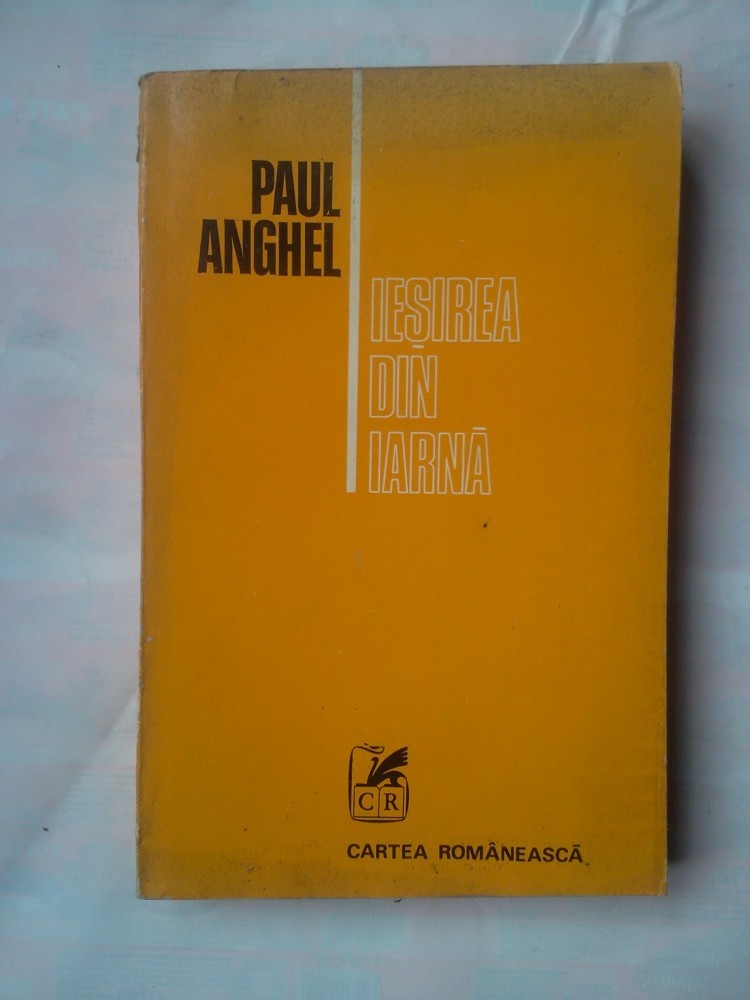 PAUL
ANGHEL
IEȘIREA
DIN
IARNĂ
CR
CARTEA ROMÂNEASCĂ